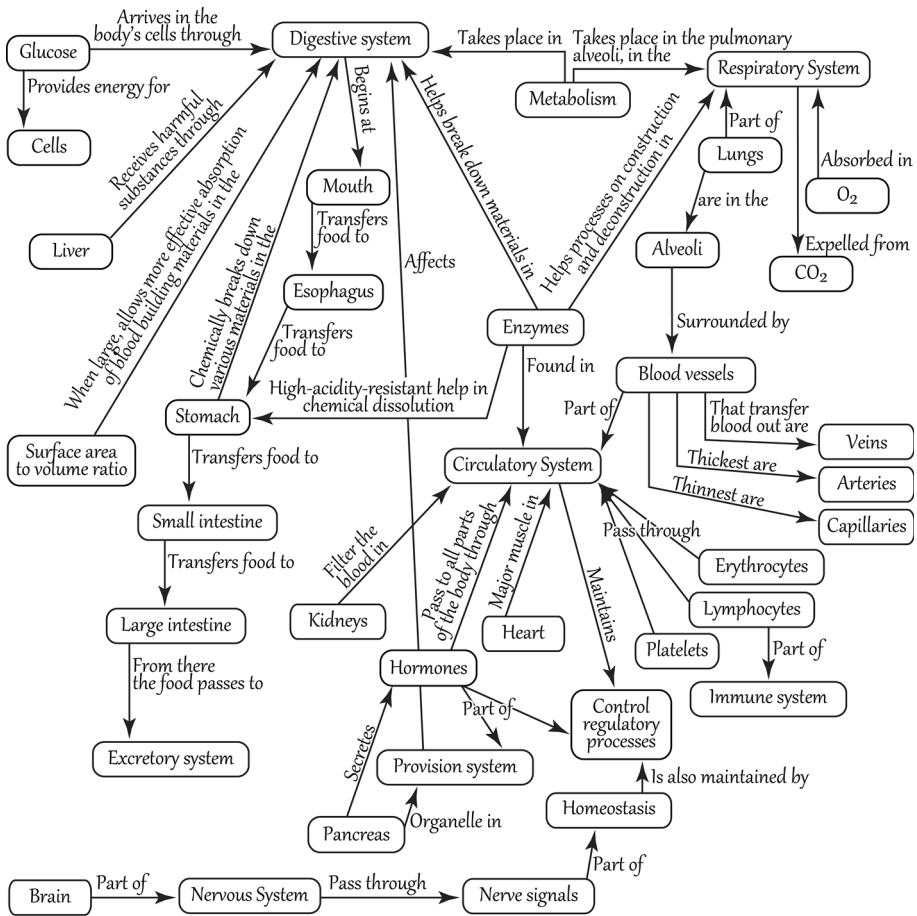 Arrives in the
body's cells through
Glucose
Digestive system
Takes place in
Takes place in the pulmonary
alveoli, in the
Respiratory System
Provides energy for
Metabolism
Cells
Receives harmful
substances through
Begins at
Helps break down materials in
Helps processes on construction
and deconstruction in
Part of
Lungs
Absorbed in
O2
Mouth
are in the
Liver
When large, allows more effective absorption
of blood building materials in the
Chemically breaks down
various materials in the
Transfers
food to
Affects
Alveoli
Expelled from
CO2
Esophagus
Transfers
food to
Enzymes
Surrounded by
Found in
Blood vessels
High-acidity-resistant help in
chemical dissolution
Stomach
Part of
That transfer
blood out are
Veins
Surface area
to volume ratio
Transfers food to
Circulatory System
Thickest are
Arteries
Thinnest are
Capillaries
Small intestine
Filter the
blood in
Pass to all parts
of the body through
Major muscle in
Pass through
Erythrocytes
Transfers food to
Maintains
Kidneys
Heart
Lymphocytes
Large intestine
Platelets
Part of
From there
the food passes to
Hormones
Immune system
Part of
Control
regulatory
processes
Excretory system
Secretes
Provision system
Is also maintained by
Homeostasis
Pancreas
Organelle in
Part of
Brain
Part of
Nervous System
Pass through
Nerve signals